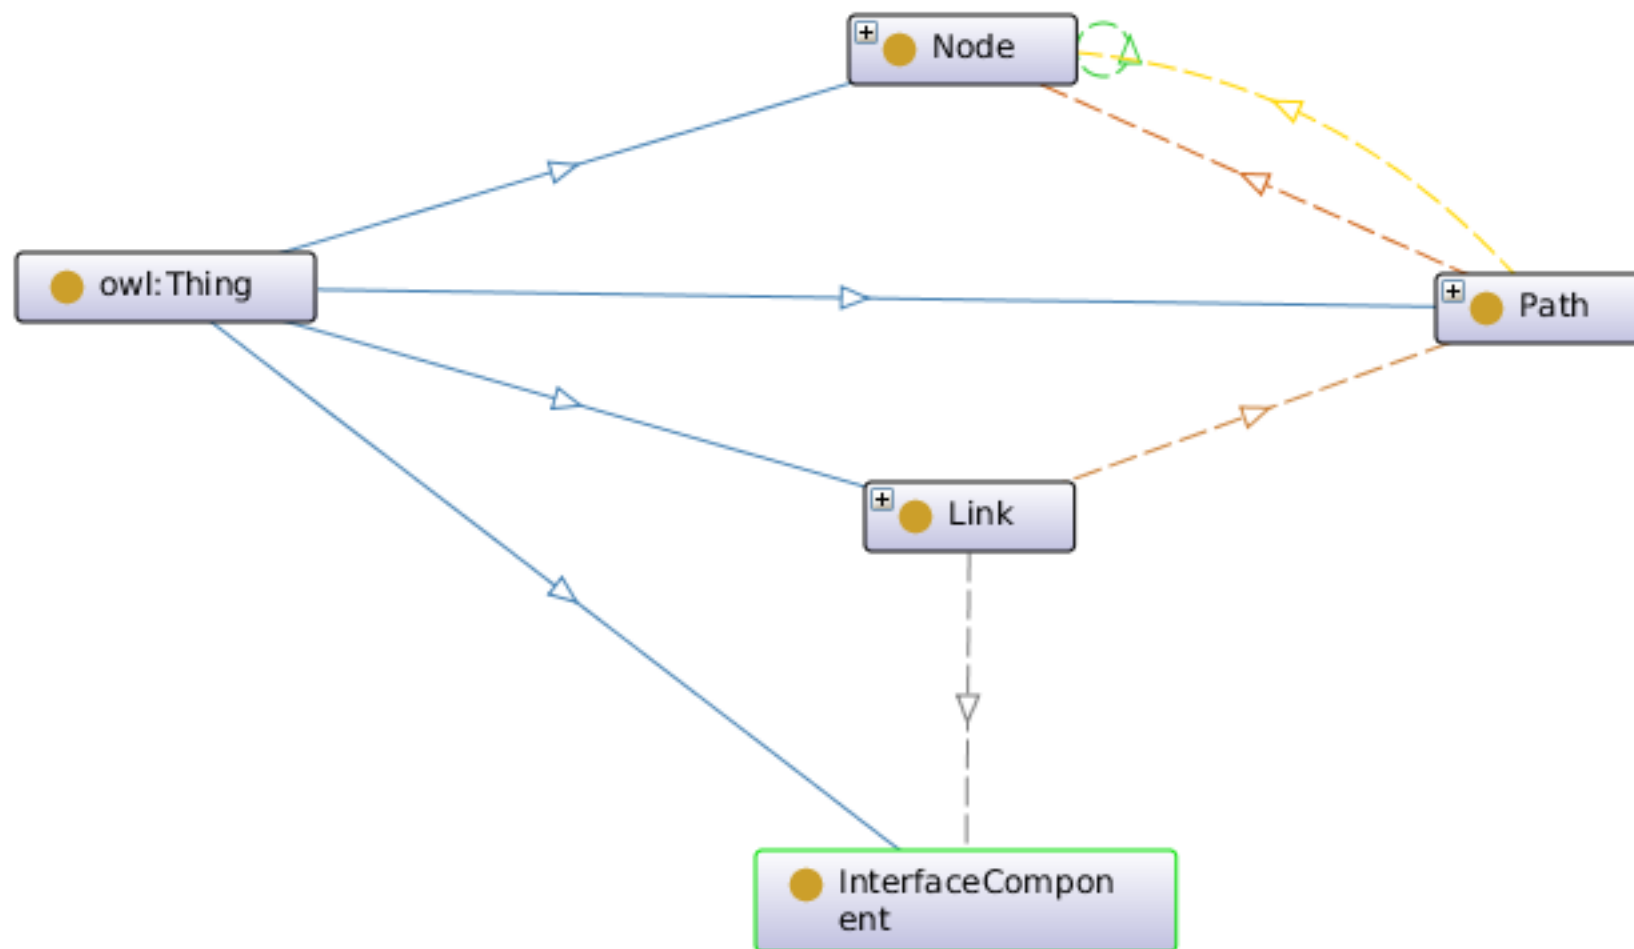 Node
owl:Thing
Path
Link
InterfaceCompon
ent